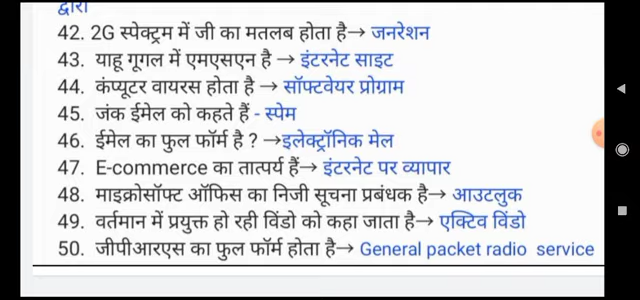 द्वारा
42. 2G स्पेक्ट्रम में जी का मतलब होता है→ जनरेशन
43. याहू गूगल में एमएसएन है → इंटरनेट साइट
44. कंप्यूटर वायरस होता है → सॉफ्टवेयर प्रोग्राम
45. जंक ईमेल को कहते हैं - स्पेम
46. ईमेल का फुल फॉर्म है ? →इलेक्ट्रॉनिक मेल
47. E-commerce का तात्पर्य हैं→ इंटरनेट पर व्यापार
48. माइक्रोसॉफ्ट ऑफिस का निजी सूचना प्रबंधक है→ आउटलुक
49. वर्तमान में प्रयुक्त हो रही विंडो को कहा जाता है→ एक्टिव विंडो
50. जीपीआरएस का फुल फॉर्म होता है→ General packet radio service